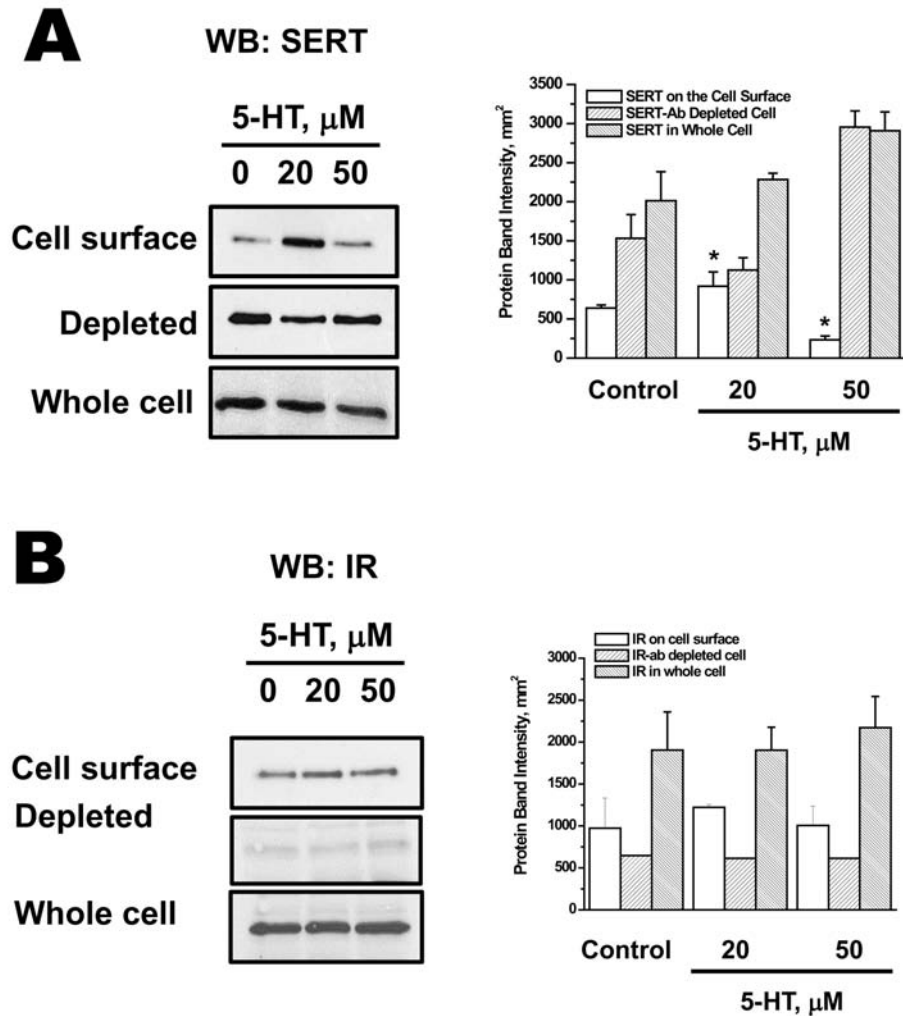 A
WB: SERT
5-HT, μM
0 20 50
Cell surface
Depleted
Whole cell
3500
3000
2500
2000
1500
1000
500
0
Protein Band Intensity, mm²
SERT on the Cell Surface
SERT-Ab Depleted Cell
SERT in Whole Cell
*
*
Control 20 50
5-HT, μM
B
WB: IR
5-HT, μM
0 20 50
Cell surface
Depleted
Whole cell
3000
2500
2000
1500
1000
500
0
Protein Band Intensity, mm²
IR on cell surface
IR-ab depleted cell
IR in whole cell
Control 20 50
5-HT, μM